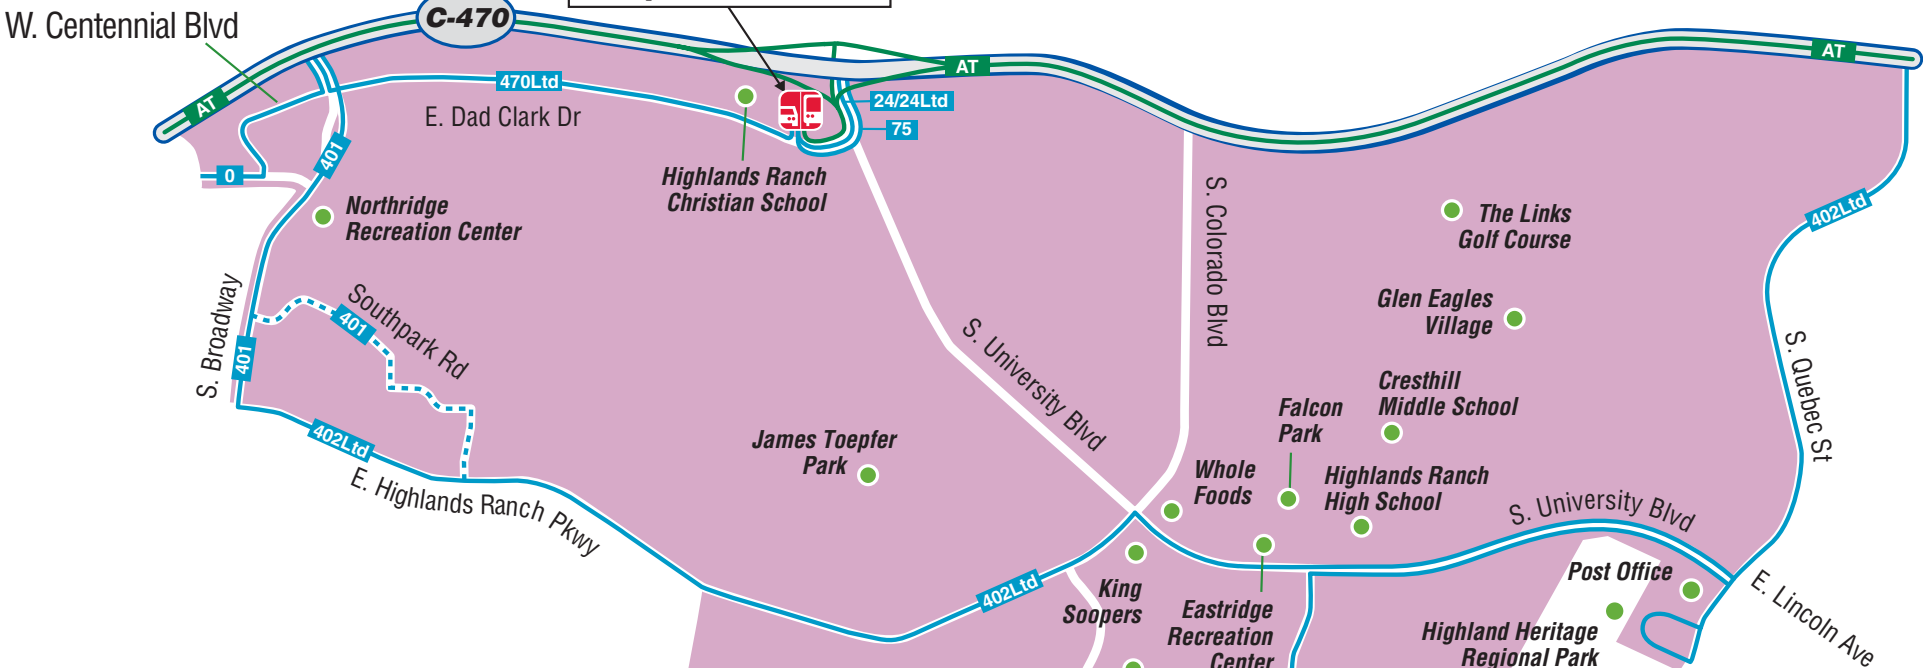 W. Centennial Blvd
C-470
AT
AT
AT
470Ltd
E. Dad Clark Dr
24/24Ltd
75
401
0
Highlands Ranch
Christian School
Northridge
Recreation Center
S. Colorado Blvd
The Links
Golf Course
402Ltd
S. Broadway
Southpark Rd
401
401
Glen Eagles
Village
S. University Blvd
S. Quebec St
Cresthill
Middle School
Falcon
Park
402Ltd
James Toepfer
Park
Whole
Foods
Highlands Ranch
High School
E. Highlands Ranch Pkwy
S. University Blvd
402Ltd
King
Soopers
Eastridge
Recreation
Center
Post Office
E. Lincoln Ave
Highland Heritage
Regional Park